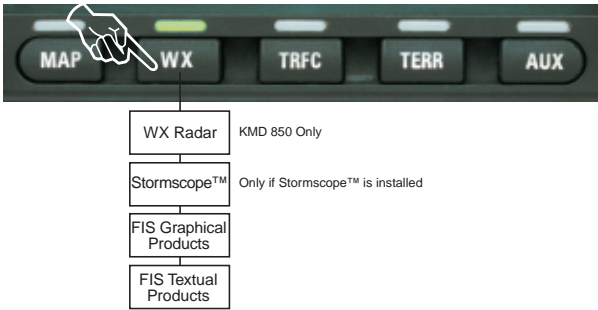 MAP WX TRFC TERR AUX
WX Radar KMD 850 Only
Stormscope™ Only if Stormscope™ is installed
FIS Graphical
Products
FIS Textual
Products